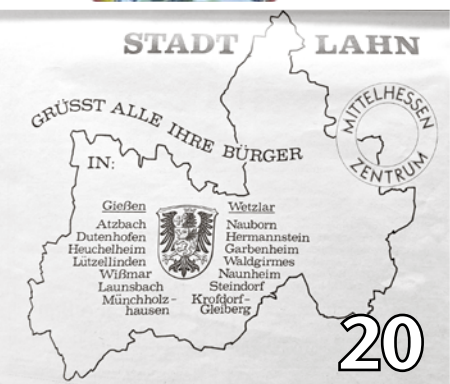 STADT LAHN
GRÜSST ALLE IHRE BÜRGER
IN:
MITTELHESSEN
ZENTRUM
Gießen
Atzbach
Dutenhofen
Heuchelheim
Lützellinden
Wißmar
Launsbach
Münchholz-
hausen
Wetzlar
Nauborn
Hermannstein
Garbenheim
Waldgirmes
Naunheim
Steindorf
Krofdorf-
Gleiberg
20